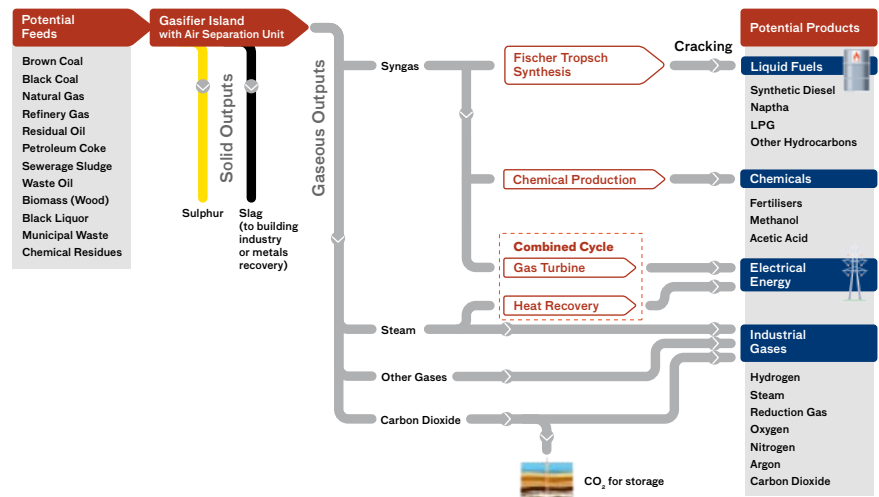 Potential
Feeds
Brown Coal
Black Coal
Natural Gas
Refinery Gas
Residual Oil
Petroleum Coke
Sewerage Sludge
Waste Oil
Biomass (Wood)
Black Liquor
Municipal Waste
Chemical Residues
Gasifier Island
with Air Separation Unit
Solid Outputs
Sulphur
Slag
(to building
industry
or metals
recovery)
Gaseous Outputs
Syngas
Steam
Other Gases
Carbon Dioxide
Fischer Tropsch
Synthesis
Cracking
Chemical Production
Combined Cycle
Gas Turbine
Heat Recovery
CO₂ for storage
Potential Products
Liquid Fuels
Synthetic Diesel
Naptha
LPG
Other Hydrocarbons
Chemicals
Fertilisers
Methanol
Acetic Acid
Electrical
Energy
Industrial
Gases
Hydrogen
Steam
Reduction Gas
Oxygen
Nitrogen
Argon
Carbon Dioxide